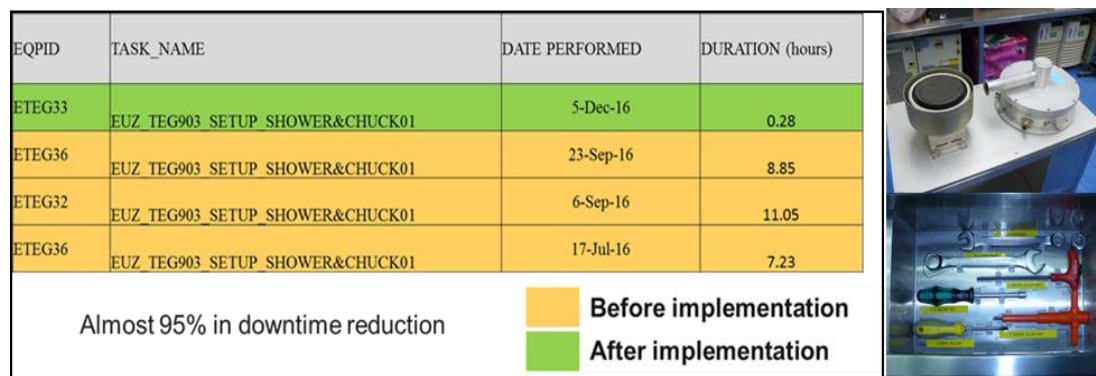 EQPID TASK_NAME DATE PERFORMED DURATION (hours)
ETEG33 EUZ_TEG903_SETUP_SHOWER&CHUCK01 5-Dec-16 0.28
ETEG36 EUZ_TEG903_SETUP_SHOWER&CHUCK01 23-Sep-16 8.85
ETEG32 EUZ_TEG903_SETUP_SHOWER&CHUCK01 6-Sep-16 11.05
ETEG36 EUZ_TEG903_SETUP_SHOWER&CHUCK01 17-Jul-16 7.23
Almost 95% in downtime reduction
Before implementation
After implementation